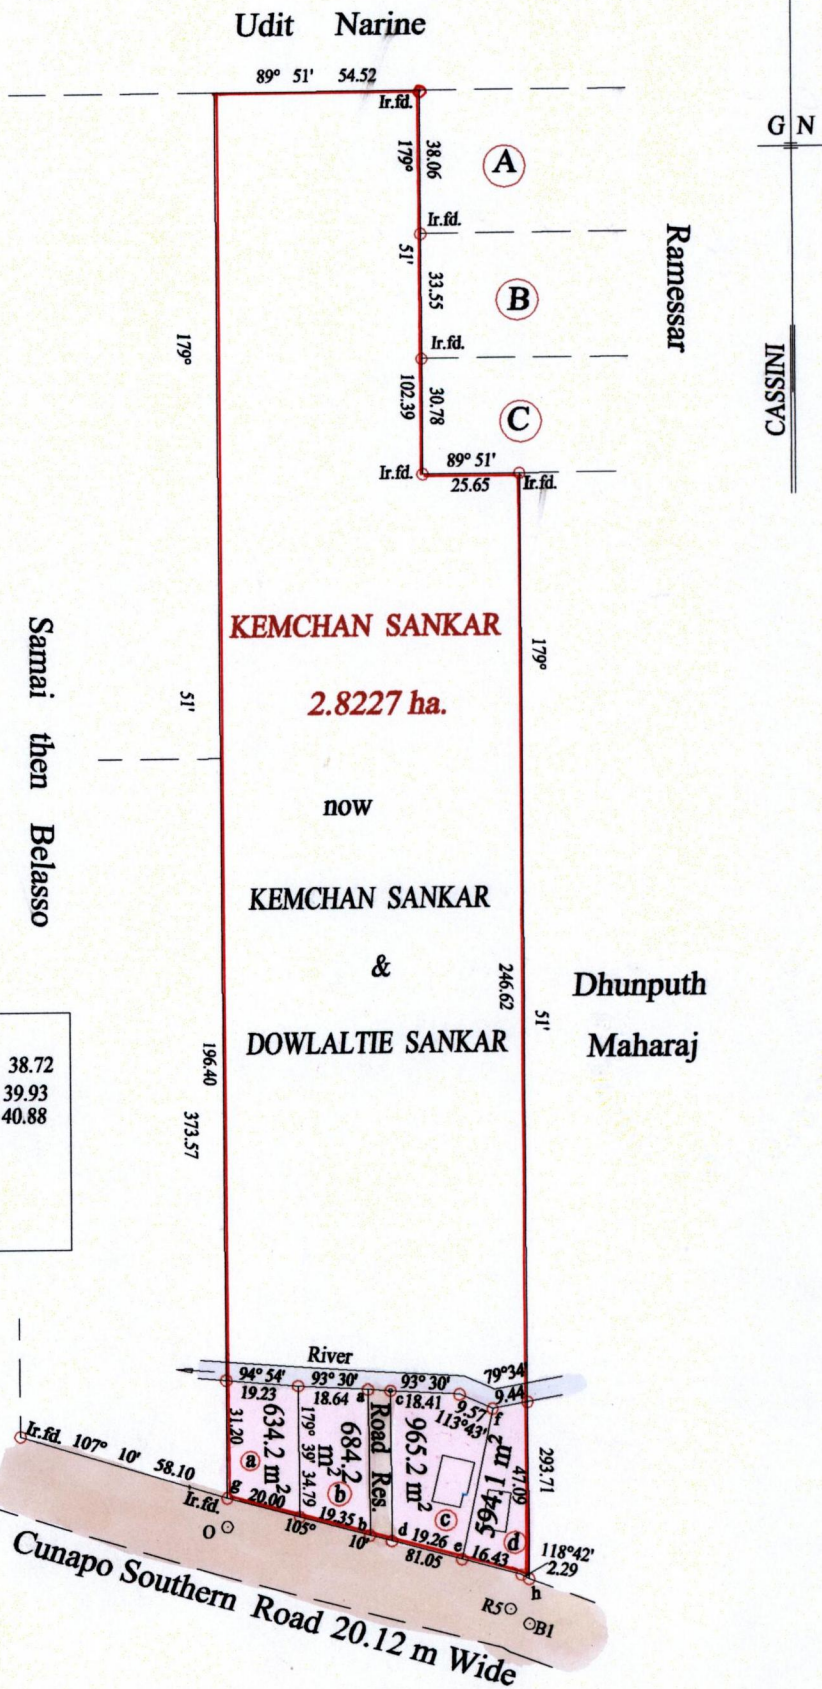 Udit Narine
89° 51' 54.52
Ir.fd.
G N
38.06
179°
A
Ir.fd.
51'
33.55
B
Ramessar
Ir.fd.
102.39
30.78
C
CASSINI
89° 51'
Ir.fd.
25.65
Ir.fd.
179°
KEMCHAN SANKAR
179°
2.8227 ha.
51'
Samai then Belasso
now
KEMCHAN SANKAR
&
246.62
Dhunputh
51'
DOWLALTIE SANKAR
Maharaj
196.40
38.72
39.93
40.88
373.57
River
79°34'
94° 54'
93° 30'
93° 30'
9.44
19.23
18.64
a
c
18.41
9.57
f
113°43'
31.20
634.2 m²
179° 39' 34.79
684.2 m²
Road Res.
965.2 m²
594.1 m²
47.09
293.71
a
b
c
d
Ir.fd. 107° 10' 58.10
Ir.fd.
g
20.00
105°
19.35
b
10'
d
19.26
e
81.05
16.43
118°42'
2.29
h
O
R5
B1
Cunapo Southern Road 20.12 m Wide